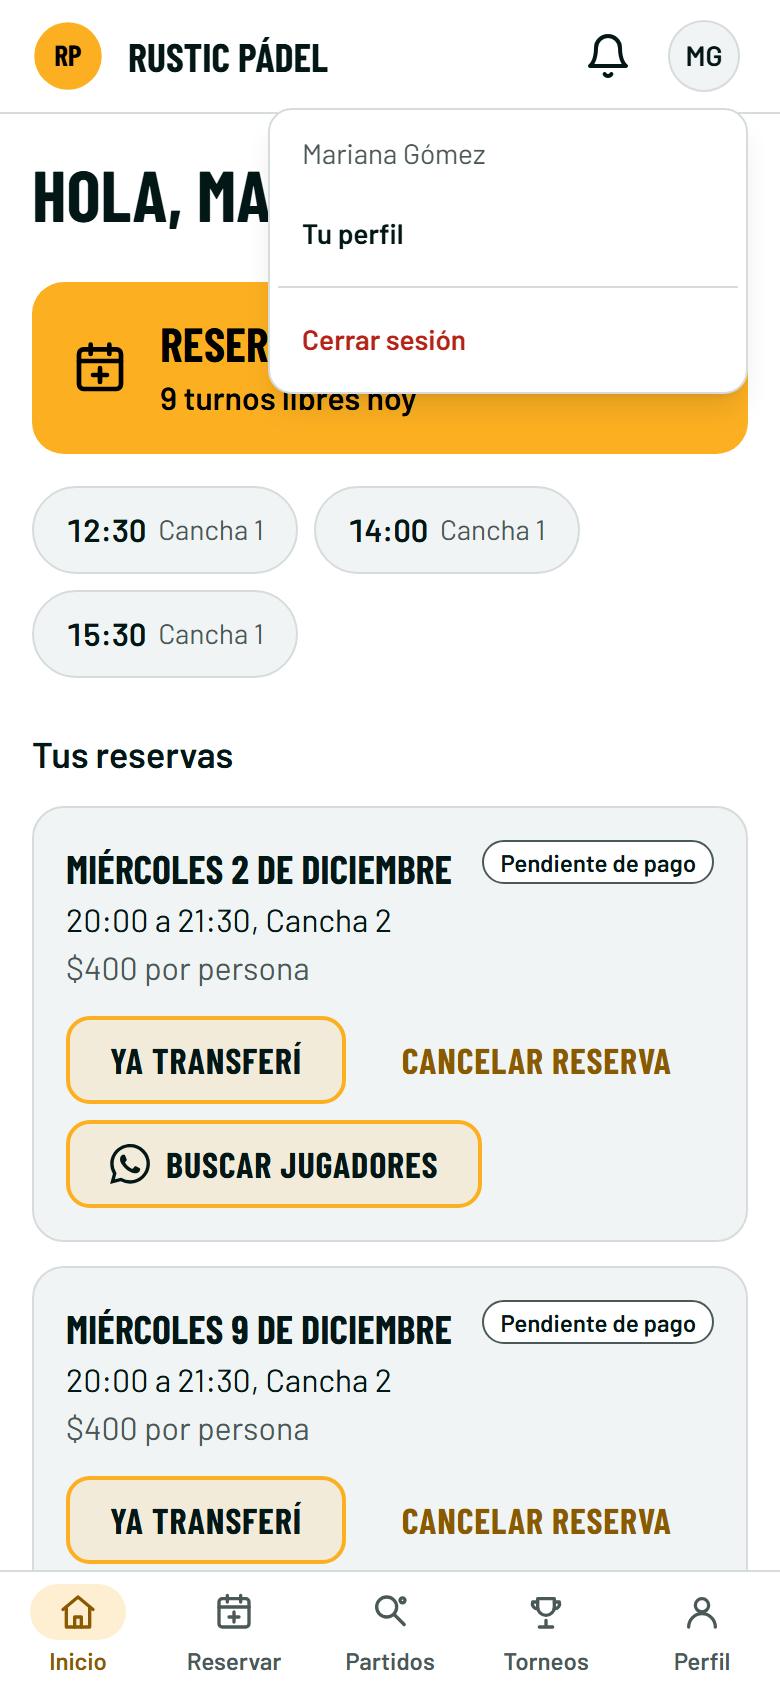 RP RUSTIC PÁDEL MG
Mariana Gómez
HOLA, MA
Tu perfil
RESER
Cerrar sesión
9 turnos libres hoy
12:30 Cancha 1
14:00 Cancha 1
15:30 Cancha 1
Tus reservas
MIÉRCOLES 2 DE DICIEMBRE Pendiente de pago
20:00 a 21:30, Cancha 2
$400 por persona
YA TRANSFERÍ CANCELAR RESERVA
BUSCAR JUGADORES
MIÉRCOLES 9 DE DICIEMBRE Pendiente de pago
20:00 a 21:30, Cancha 2
$400 por persona
YA TRANSFERÍ CANCELAR RESERVA
Inicio Reservar Partidos Torneos Perfil